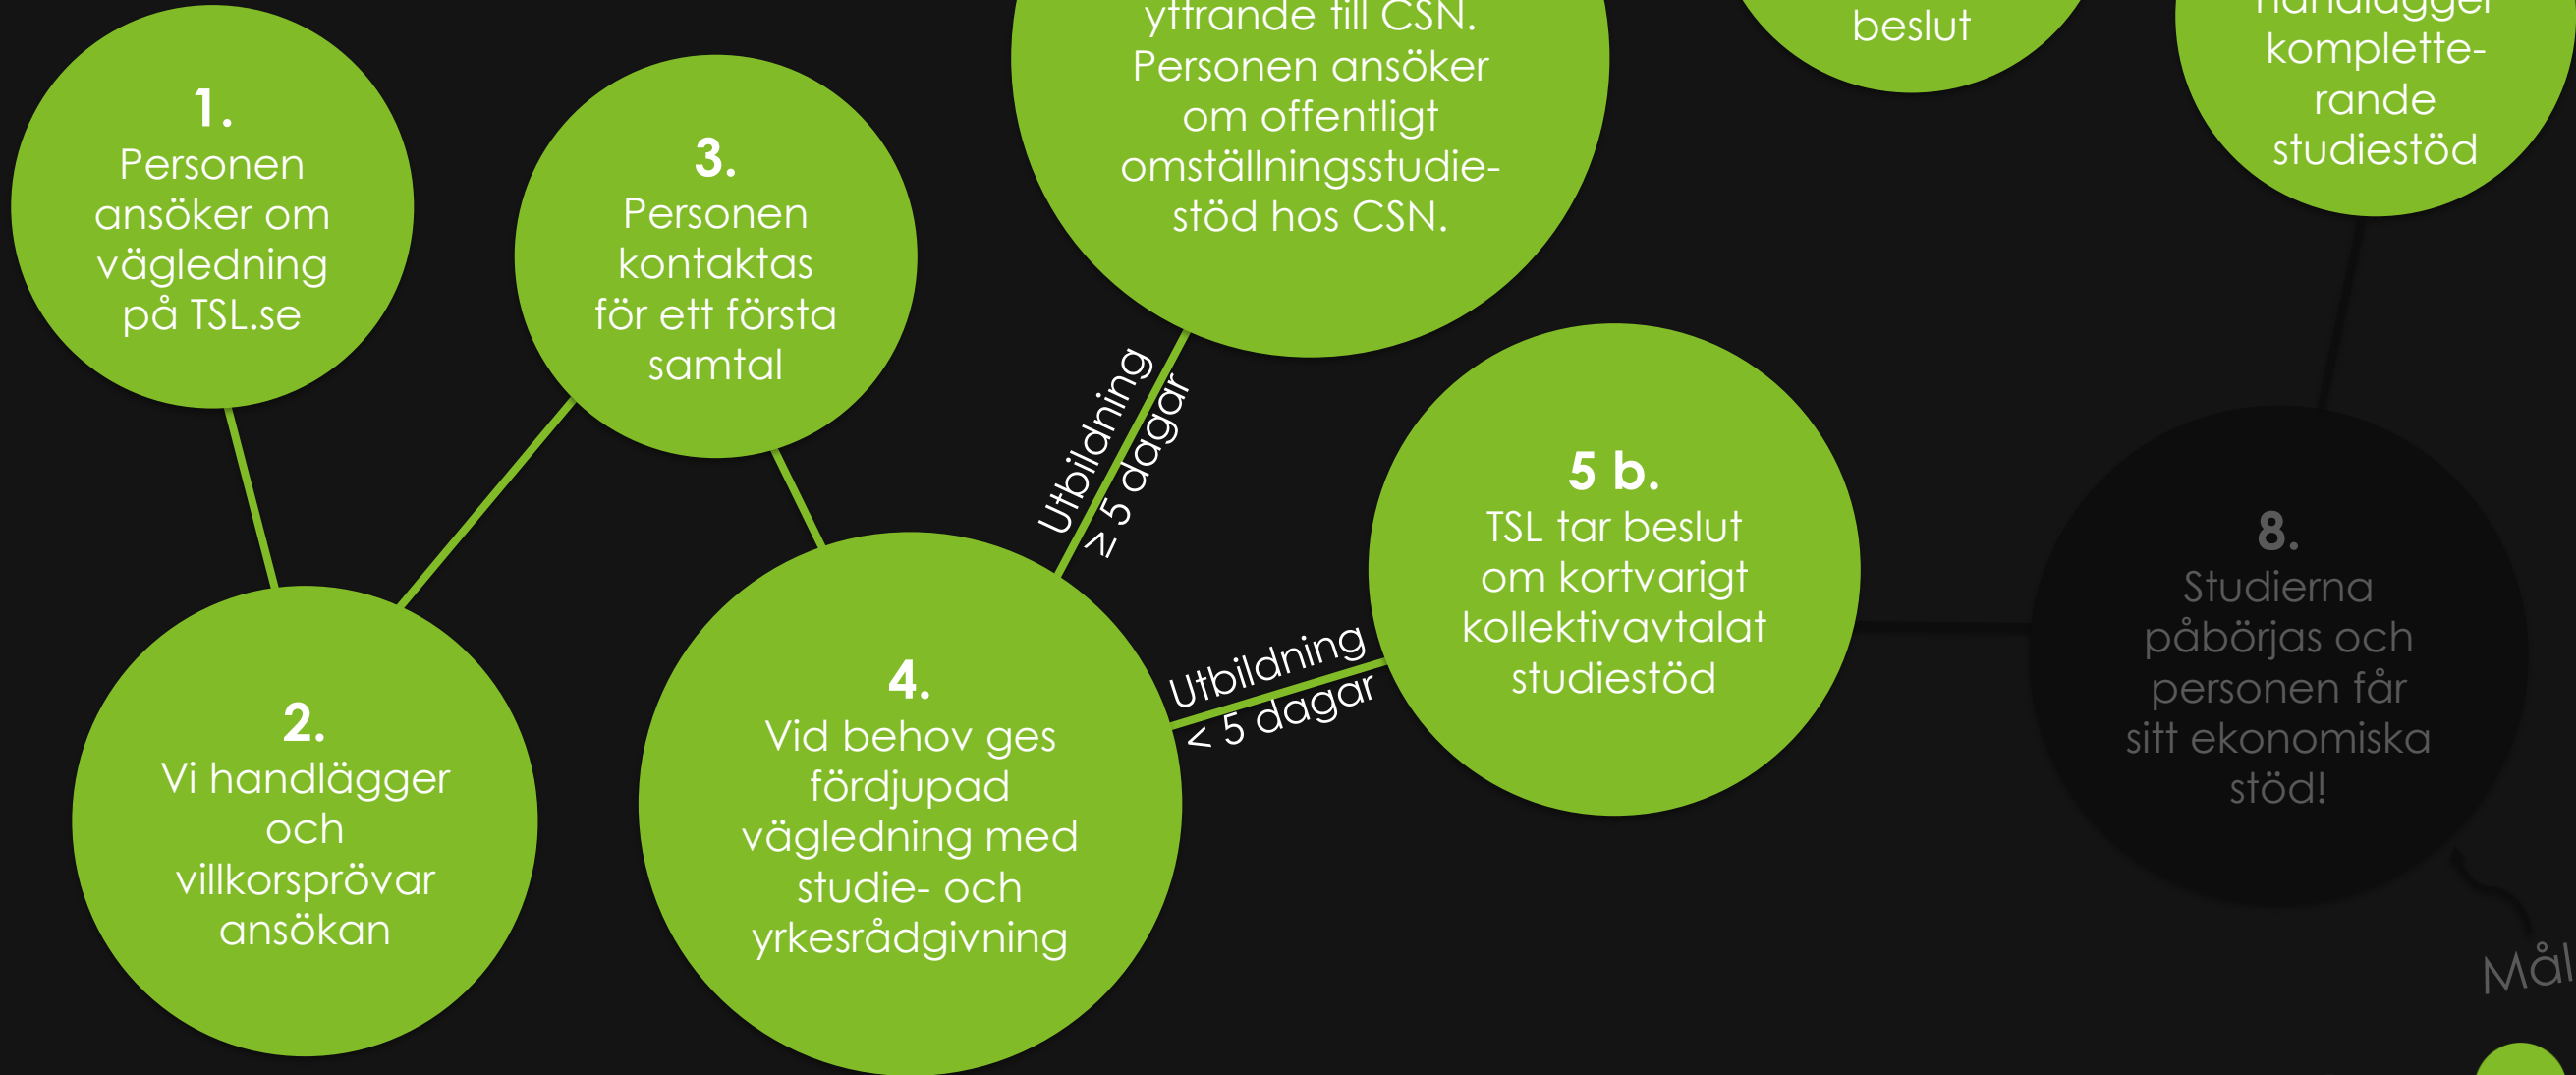 1.
Personen
ansöker om
vägledning
på TSL.se
2.
Vi handlägger
och
villkorsprövar
ansökan
3.
Personen
kontaktas
för ett första
samtal
4.
Vid behov ges
fördjupad
vägledning med
studie- och
yrkesrådgivning
Utbildning
≥ 5 dagar
yttrande till CSN.
Personen ansöker
om offentligt
omställningsstudie-
stöd hos CSN.
Utbildning
< 5 dagar
5 b.
TSL tar beslut
om kortvarigt
kollektivavtalat
studiestöd
beslut
handlägger
komplette-
rande
studiestöd
8.
Studierna
påbörjas och
personen får
sitt ekonomiska
stöd!
Mål